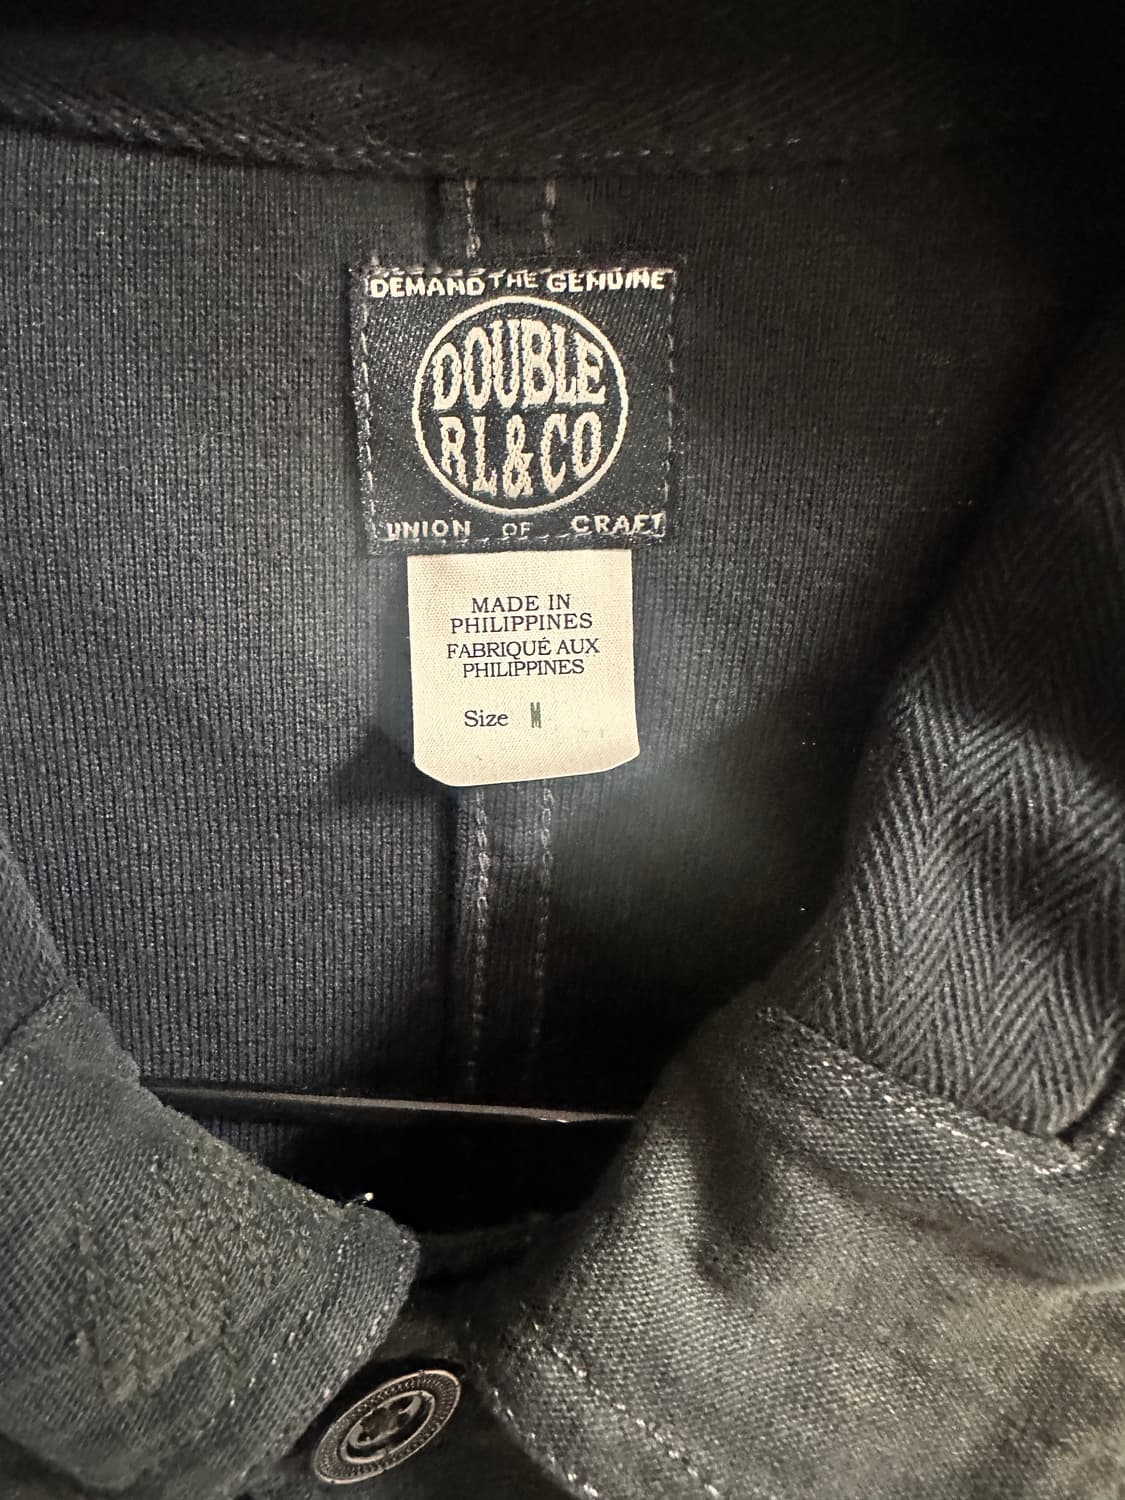 DEMAND THE GENUINE
DOUBLE
RL&CO
UNION OF CRAFT
MADE IN
PHILIPPINES
FABRIQUÉ AUX
PHILIPPINES
Size M